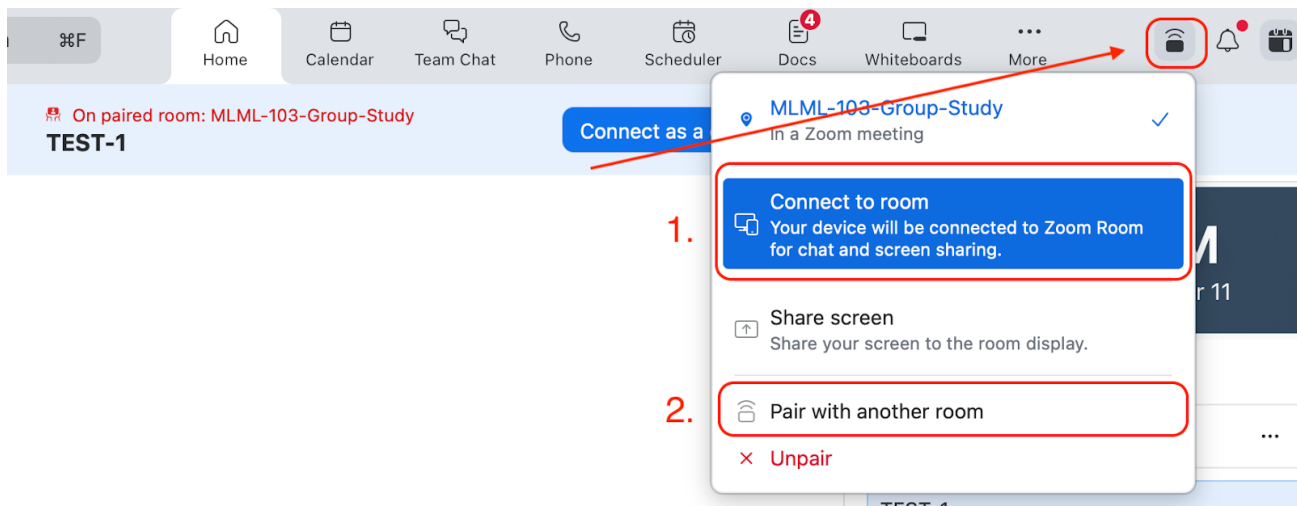 ⌘F
Home
Calendar
Team Chat
Phone
Scheduler
4
Docs
Whiteboards
More
On paired room: MLML-103-Group-Study
TEST-1
Connect as a
MLML-103-Group-Study
In a Zoom meeting
1.
Connect to room
Your device will be connected to Zoom Room
for chat and screen sharing.
M
r 11
Share screen
Share your screen to the room display.
2.
Pair with another room
Unpair
TEST-1